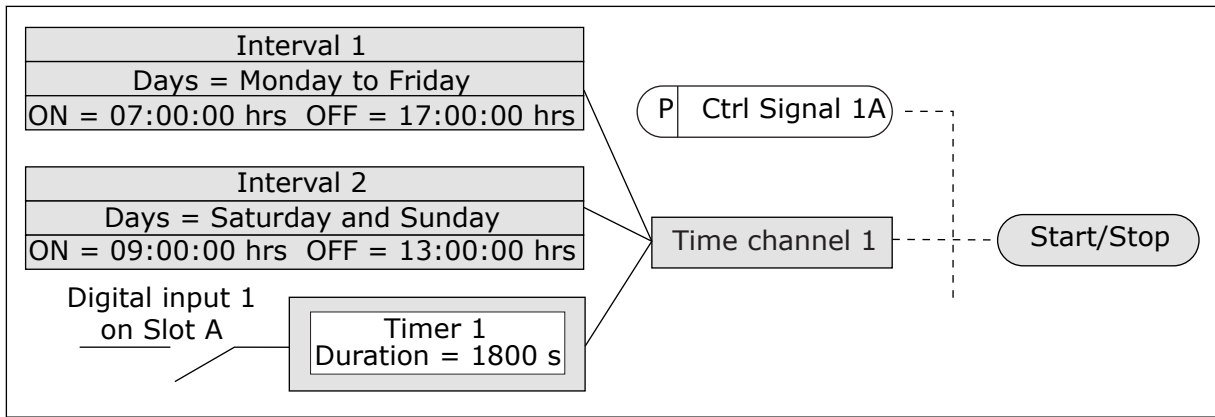 Interval 1
Days = Monday to Friday
ON = 07:00:00 hrs OFF = 17:00:00 hrs
P Ctrl Signal 1A
Interval 2
Days = Saturday and Sunday
ON = 09:00:00 hrs OFF = 13:00:00 hrs
Time channel 1
Start/Stop
Digital input 1
on Slot A
Timer 1
Duration = 1800 s